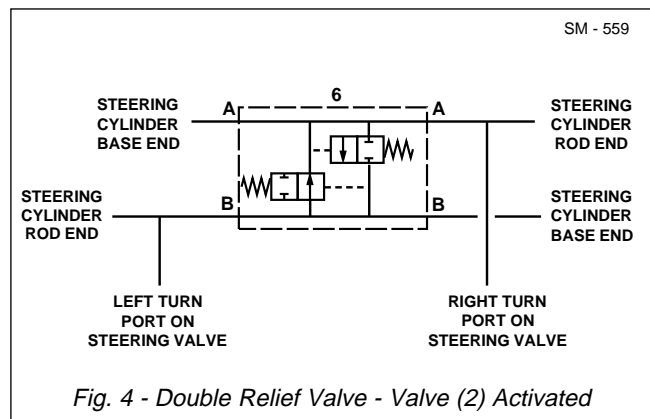 SM - 559
6
STEERING
CYLINDER
BASE END
A
A
STEERING
CYLINDER
ROD END
STEERING
CYLINDER
ROD END
B
B
STEERING
CYLINDER
BASE END
LEFT TURN
PORT ON
STEERING VALVE
RIGHT TURN
PORT ON
STEERING VALVE
Fig. 4 - Double Relief Valve - Valve (2) Activated